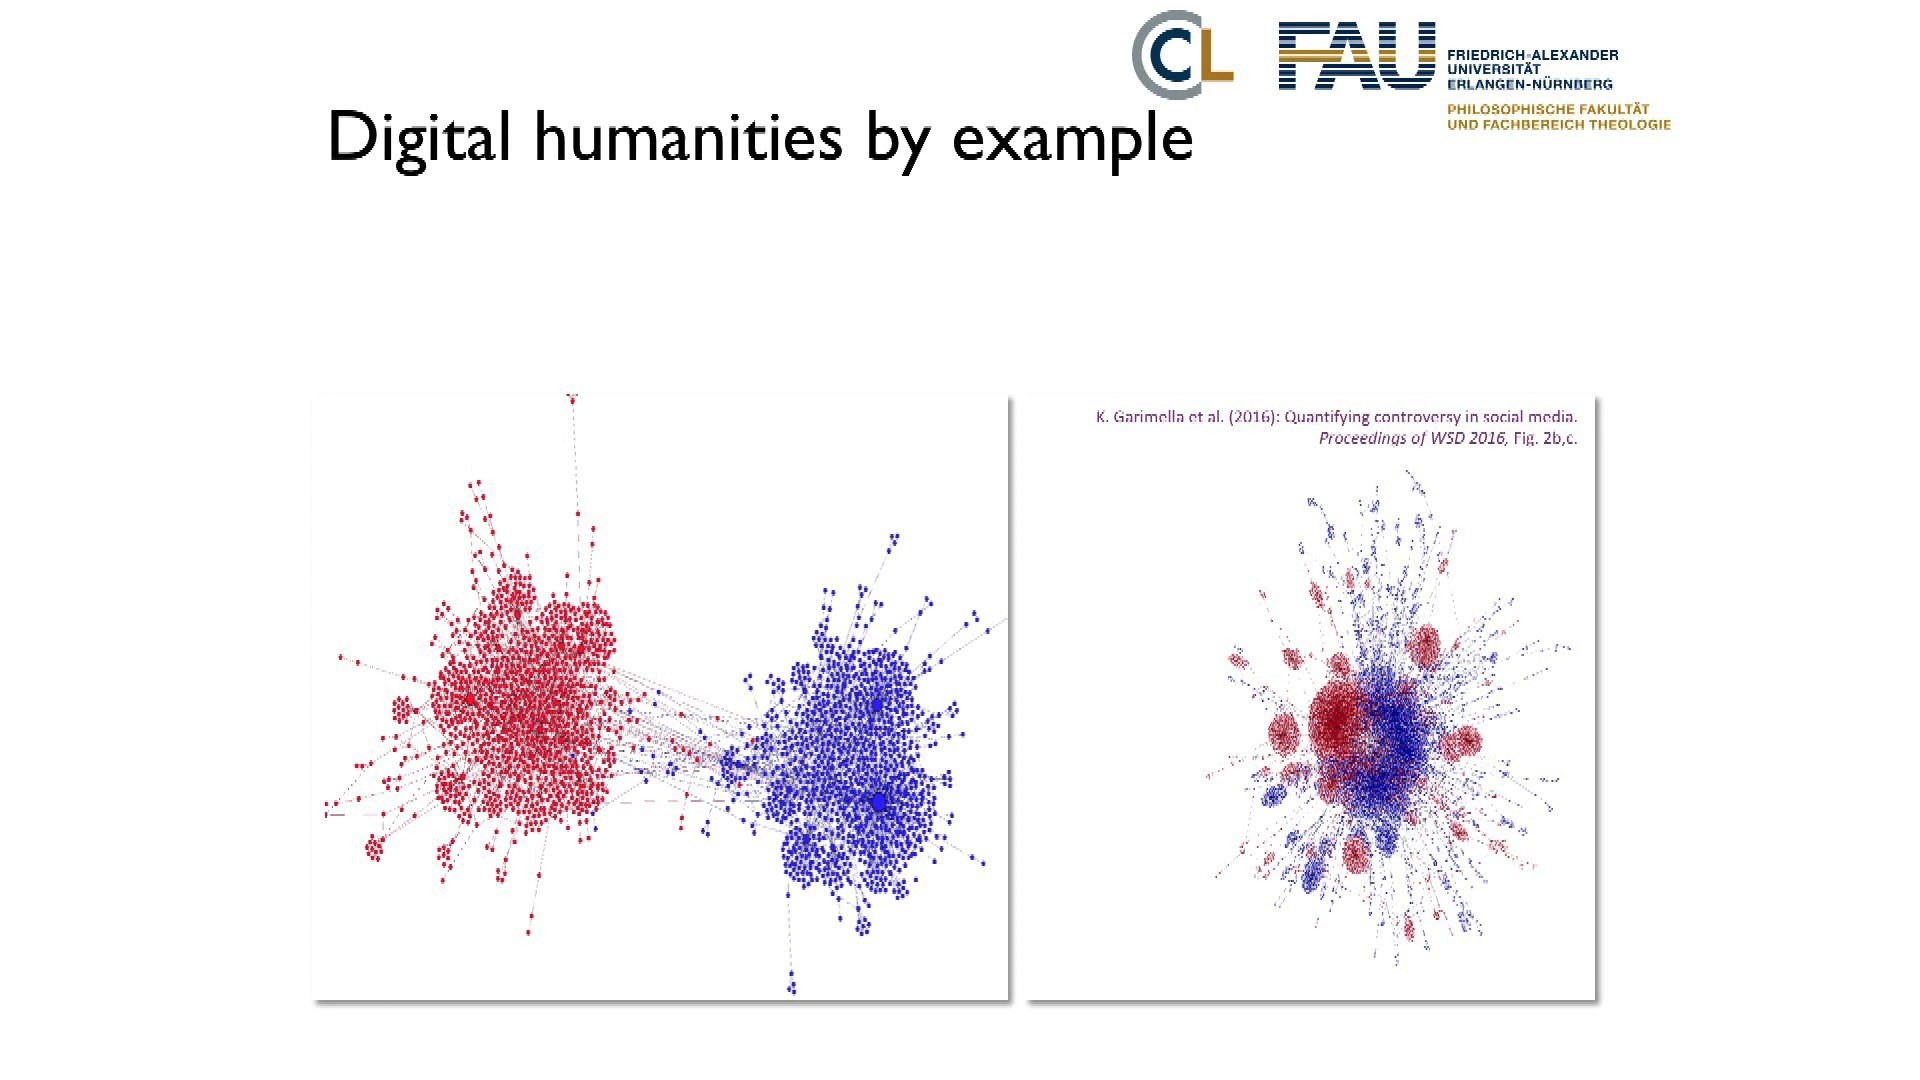 CL
FAU
FRIEDRICH-ALEXANDER
UNIVERSITÄT
ERLANGEN-NÜRNBERG
PHILOSOPHISCHE FAKULTÄT
UND FACHBEREICH THEOLOGIE
Digital humanities by example
K. Garimella et al. (2016): Quantifying controversy in social media.
Proceedings of WSD 2016, Fig. 2b,c.